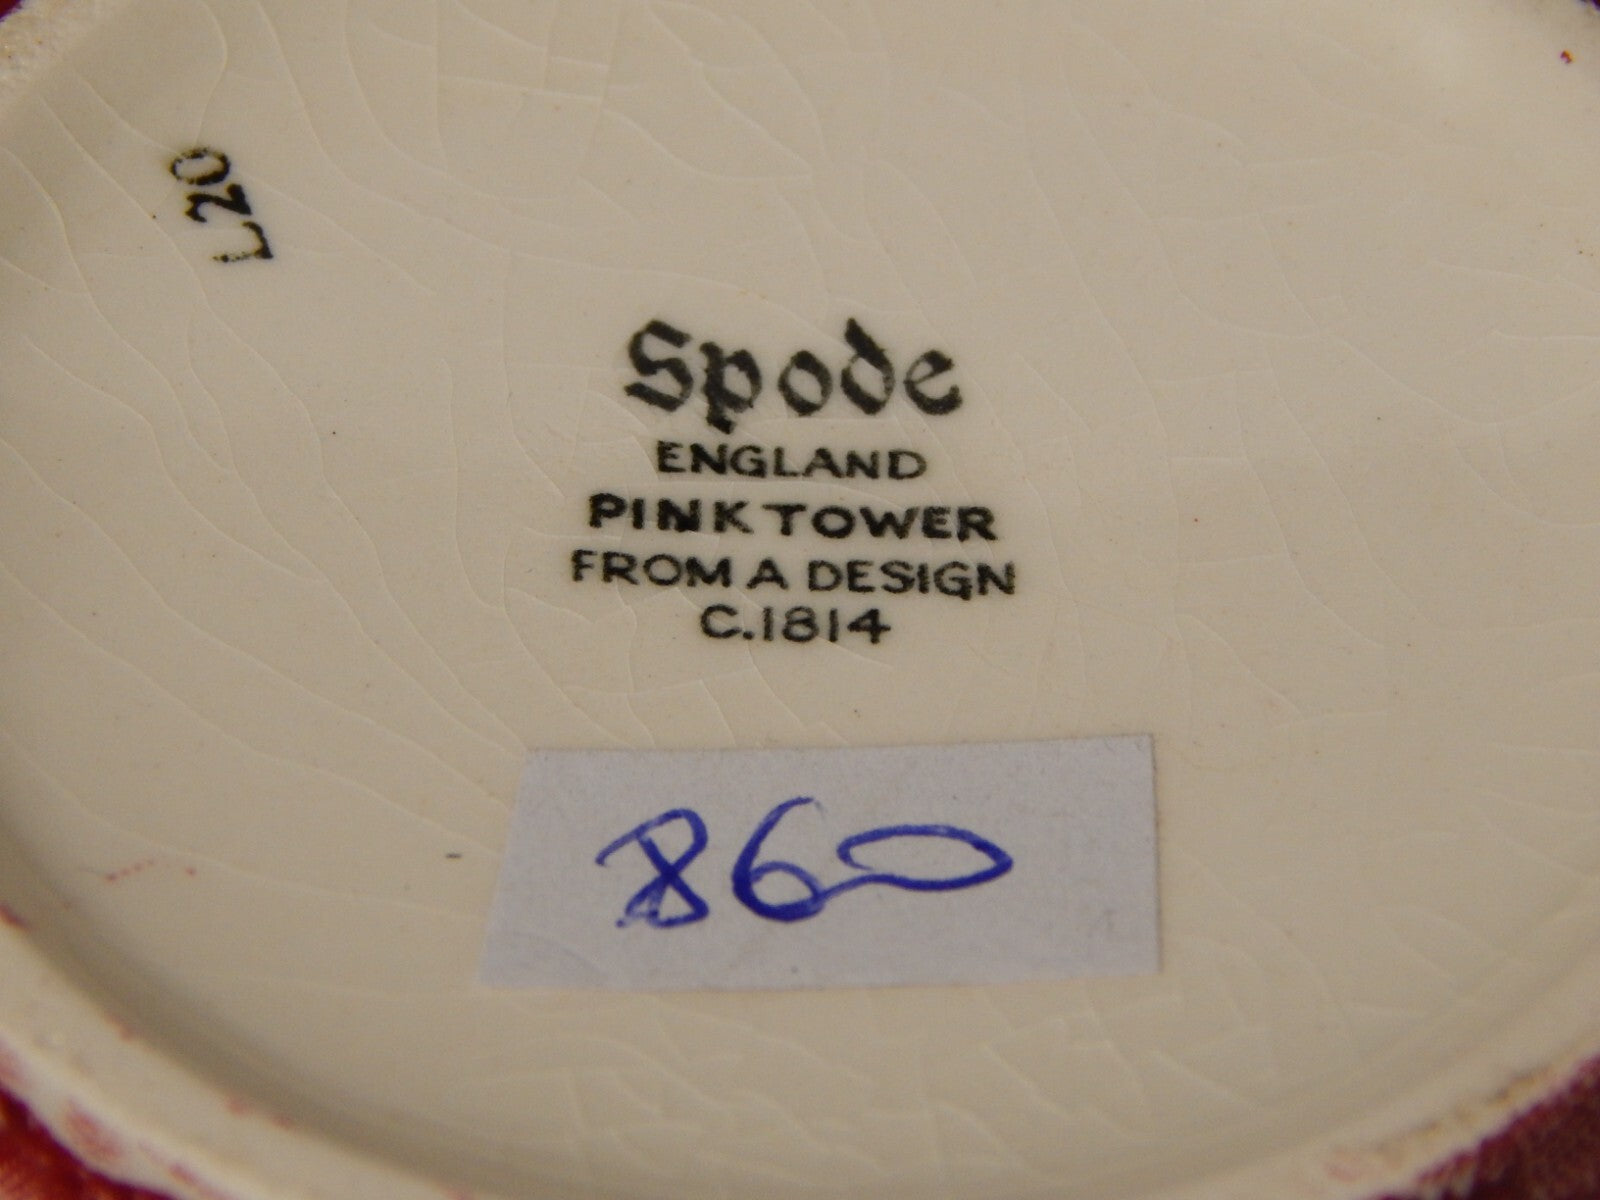 L20
Spode
ENGLAND
PINK TOWER
FROM A DESIGN
C.1814
860